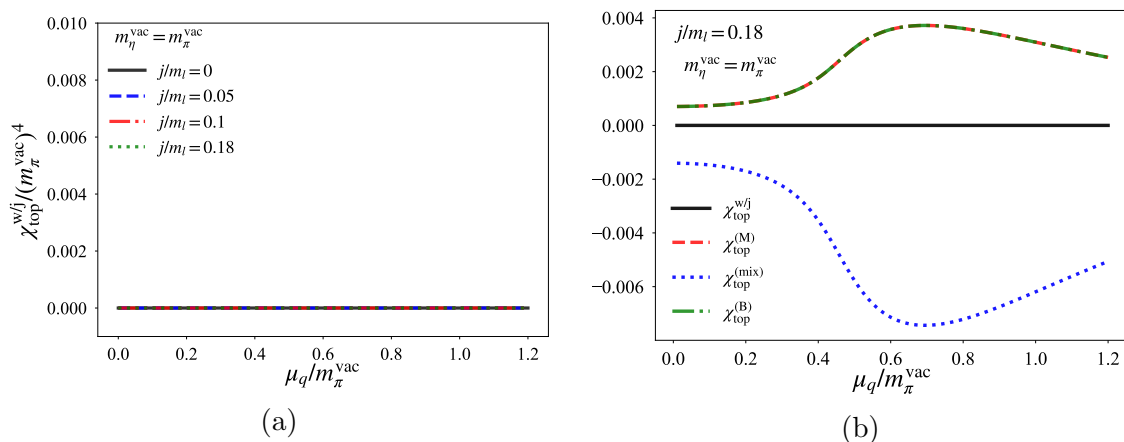 0.010
0.008
0.006
0.004
0.002
0.000
χ_top^{w/j}/(m_π^{vac})^4
m_η^{vac} = m_π^{vac}
j/m_l = 0
j/m_l = 0.05
j/m_l = 0.1
j/m_l = 0.18
0.0 0.2 0.4 0.6 0.8 1.0 1.2
μ_q/m_π^{vac}
(a)
0.004
0.002
0.000
−0.002
−0.004
−0.006
j/m_l = 0.18
m_η^{vac} = m_π^{vac}
χ_top^{w/j}
χ_top^{(M)}
χ_top^{(mix)}
χ_top^{(B)}
0.0 0.2 0.4 0.6 0.8 1.0 1.2
μ_q/m_π^{vac}
(b)